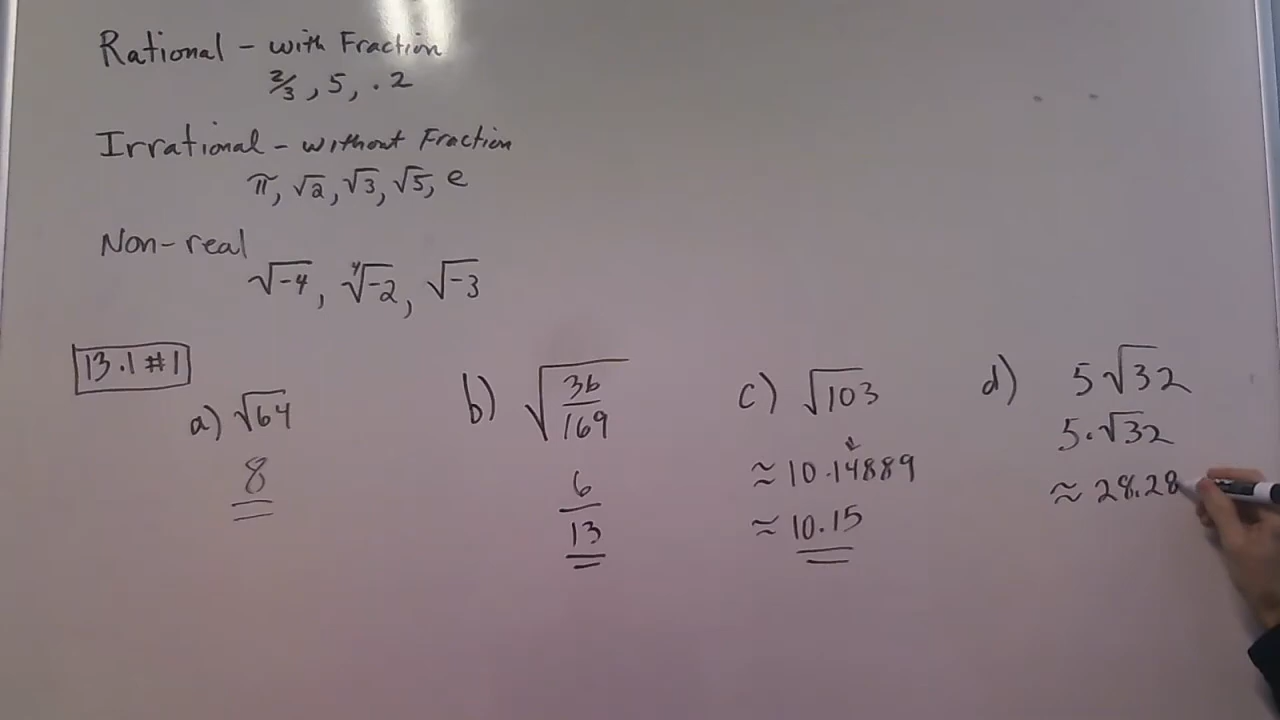 Rational - with Fraction
2/3, 5, .2
Irrational - without Fraction
π, √2, √3, √5, e
Non-real
√-4, ∜-2, √-3
13.1 #1
a) √64
8
b) √36/169
6/13
c) √103
≈ 10.14889
≈ 10.15
d) 5√32
5·√32
≈ 28.28